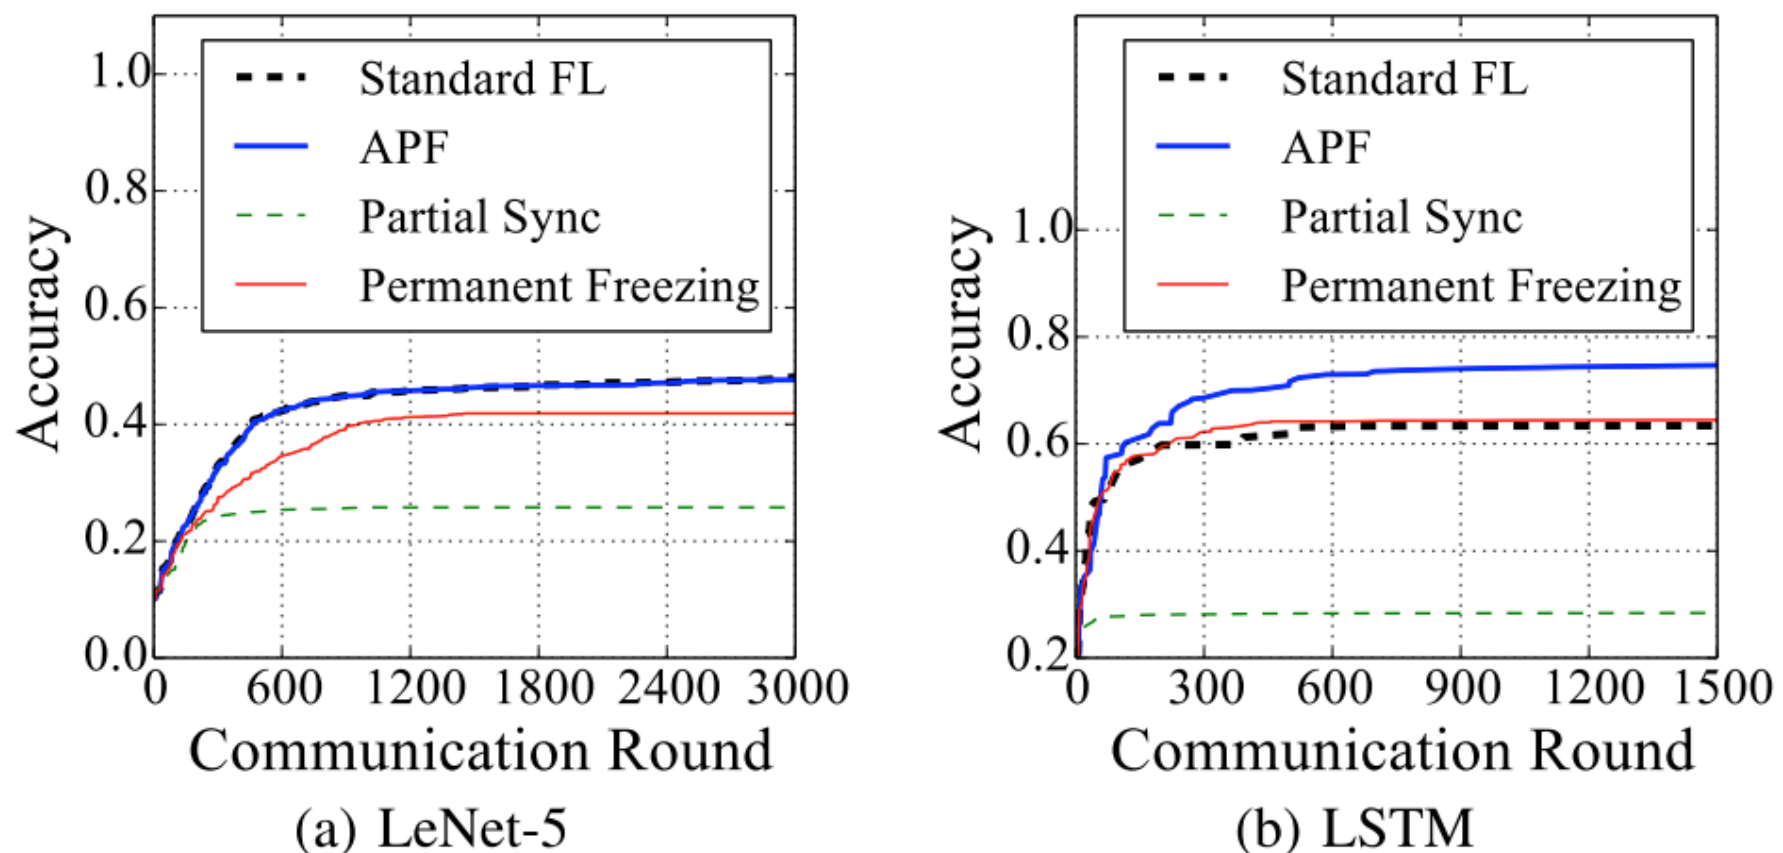 1.0
0.8
0.6
0.4
0.2
0.0
Accuracy
Standard FL
APF
Partial Sync
Permanent Freezing
0 600 1200 1800 2400 3000
Communication Round
(a) LeNet-5
1.0
0.8
0.6
0.4
0.2
Accuracy
Standard FL
APF
Partial Sync
Permanent Freezing
0 300 600 900 1200 1500
Communication Round
(b) LSTM